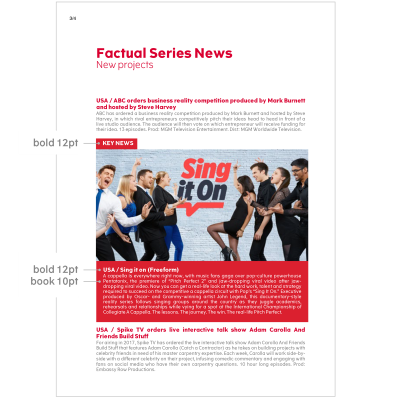 3/4
Factual Series News
New projects
USA / ABC orders business reality competition produced by Mark Burnett
and hosted by Steve Harvey
ABC has ordered a business reality competition produced by Mark Burnett and hosted by Steve
Harvey, in which rival entrepreneurs competitively pitch their ideas head to head in front of a
live studio audience. The audience will then vote on which entrepreneur will receive funding for
their idea. 13 episodes. Prod: MGM Television Entertainment. Dist: MGM Worldwide Television.
bold 12pt
KEY NEWS
Sing
it On
bold 12pt
USA / Sing it on (Freeform)
book 10pt
A cappella is everywhere right now, with music fans gaga over pop-culture powerhouse
Pentatonix, the premiere of "Pitch Perfect 2" and jaw-dropping viral video after jaw-
dropping viral video. Now you can get a real-life look at the hard work, talent and strategy
required to succeed on the competitive a cappella circuit with Pop's "Sing It On." Executive
produced by Oscar- and Grammy-winning artist John Legend, this documentary-style
reality series follows singing groups around the country as they juggle academics,
rehearsals and relationships while vying for a spot at the International Championship of
Collegiate A Cappella. The lessons. The journey. The win. The real-life Pitch Perfect
USA / Spike TV orders live interactive talk show Adam Carolla And
Friends Build Stuff
For airing in 2017, Spike TV has ordered the live interactive talk show Adam Carolla And Friends
Build Stuff that features Adam Carolla (Catch a Contractor) as he takes on building projects with
celebrity friends in need of his master carpentry expertise. Each week, Carolla will work side-by-
side with a different celebrity on their project, infusing comedic commentary and engaging with
fans on social media who have their own carpentry questions. 10 hour long episodes. Prod:
Embassy Row Productions.